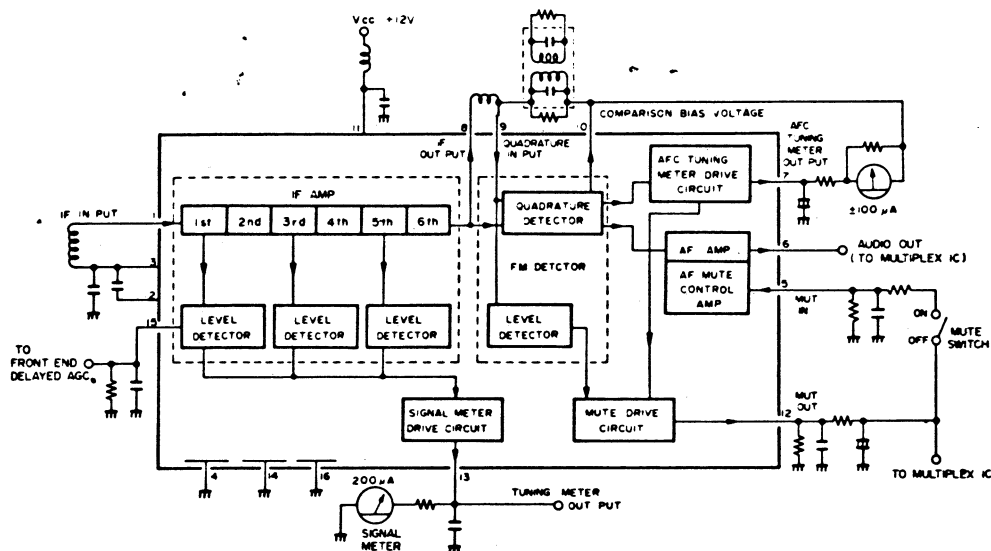 Vcc +12V
COMPARISON BIAS VOLTAGE
11
8
9
10
IF
OUT PUT
QUADRATURE
IN PUT
AFC
TUNING
METER
OUT PUT
7
±100 μA
IF AMP
AFC TUNING
METER DRIVE
CIRCUIT
IF IN PUT
1
1st
2nd
3rd
4th
5th
6th
QUADRATURE
DETECTOR
AF AMP
6
AUDIO OUT
(TO MULTIPLEX IC)
3
2
FM DETCTOR
AF MUTE
CONTROL
AMP
5
MUT
IN
LEVEL
DETECTOR
LEVEL
DETECTOR
LEVEL
DETECTOR
LEVEL
DETECTOR
ON
OFF
MUTE
SWITCH
15
TO
FRONT END
DELAYED AGC
SIGNAL METER
DRIVE CIRCUIT
MUTE DRIVE
CIRCUIT
MUT
OUT
12
4
14
16
13
TO MULTIPLEX IC
200 μA
TUNING METER
OUT PUT
SIGNAL
METER